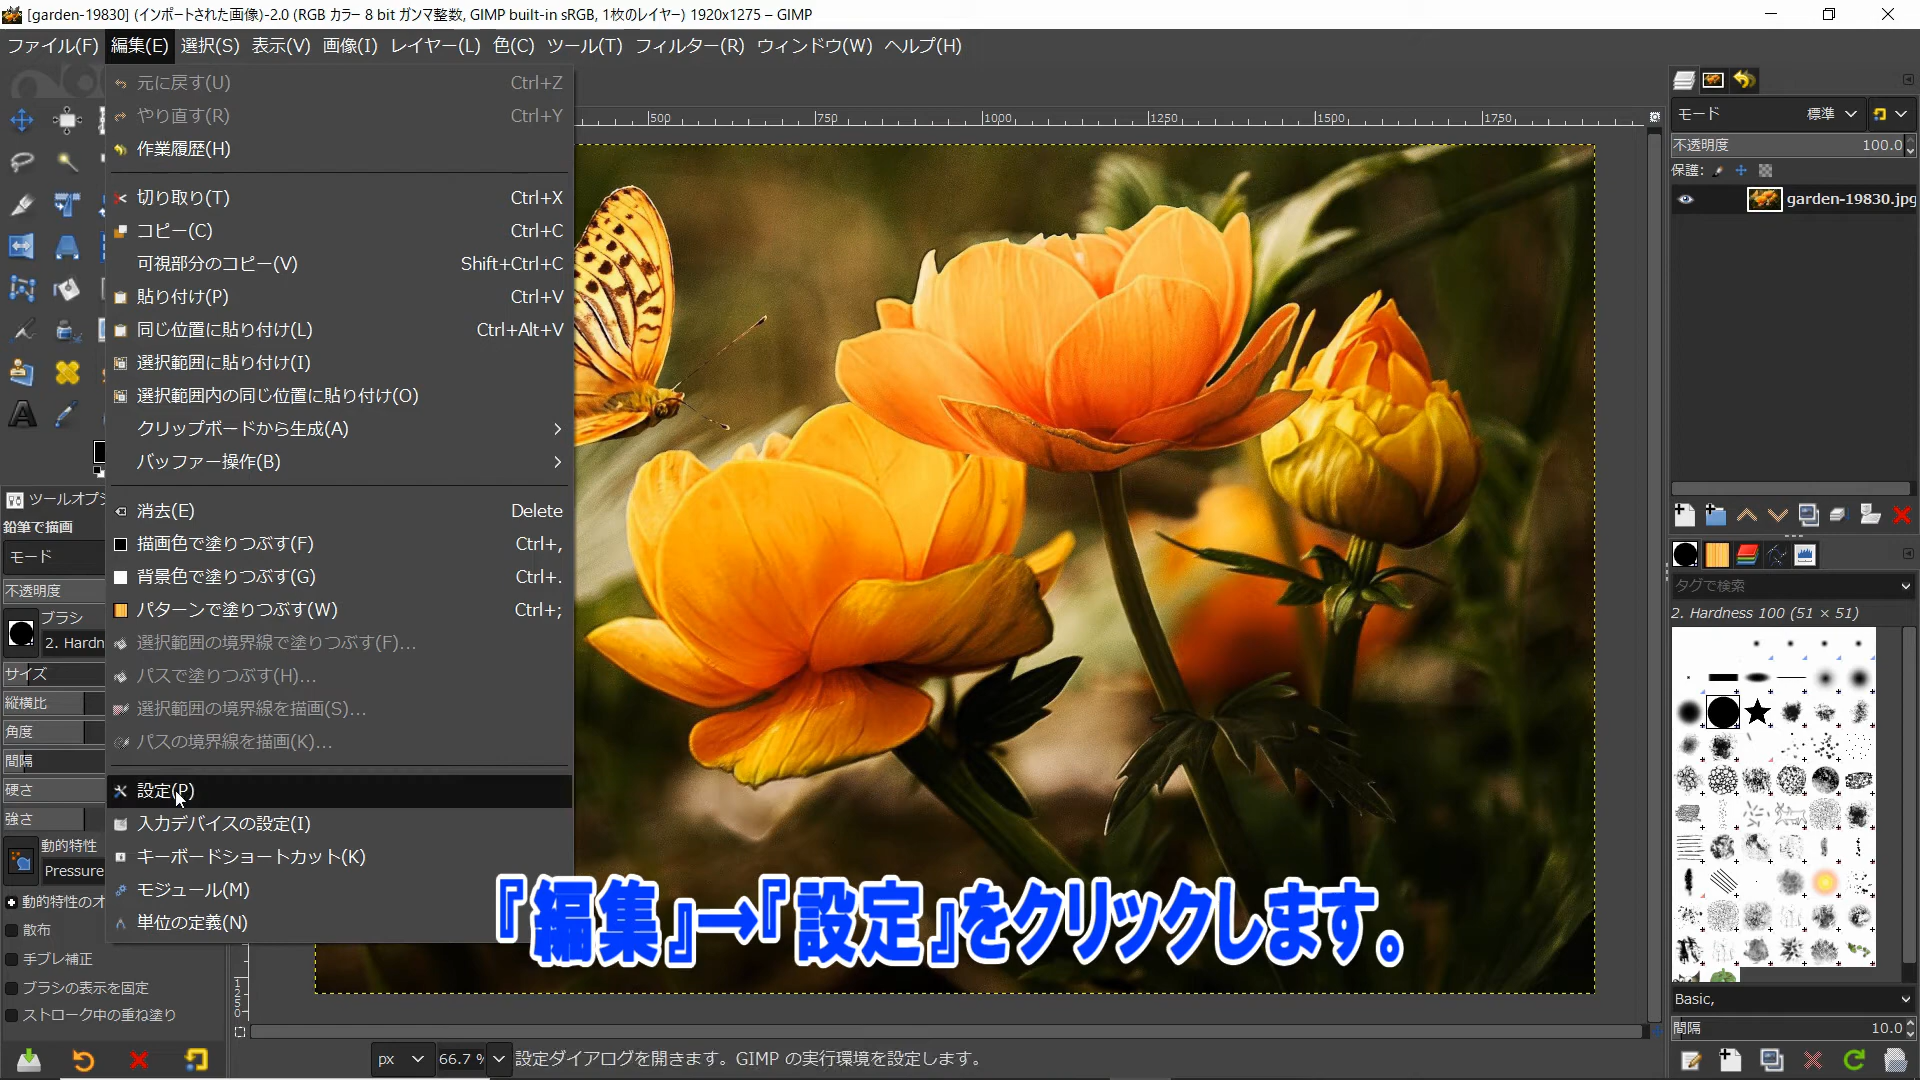 [garden-19830] (インポートされた画像)-2.0 (RGB カラー 8 bit ガンマ整数, GIMP built-in sRGB, 1枚のレイヤー) 1920x1275 – GIMP
ファイル(F) 編集(E) 選択(S) 表示(V) 画像(I) レイヤー(L) 色(C) ツール(T) フィルター(R) ウィンドウ(W) ヘルプ(H)
元に戻す(U) Ctrl+Z
やり直す(R) Ctrl+Y
作業履歴(H)
切り取り(T) Ctrl+X
コピー(C) Ctrl+C
可視部分のコピー(V) Shift+Ctrl+C
貼り付け(P) Ctrl+V
同じ位置に貼り付け(L) Ctrl+Alt+V
選択範囲に貼り付け(I)
選択範囲内の同じ位置に貼り付け(O)
クリップボードから生成(A)
バッファー操作(B)
消去(E) Delete
描画色で塗りつぶす(F) Ctrl+,
背景色で塗りつぶす(G) Ctrl+.
パターンで塗りつぶす(W) Ctrl+;
選択範囲の境界線で塗りつぶす(F)...
パスで塗りつぶす(H)...
選択範囲の境界線を描画(S)...
パスの境界線を描画(K)...
設定(P)
入力デバイスの設定(I)
キーボードショートカット(K)
モジュール(M)
単位の定義(N)
500 750 1000 1250 1500 1750
ツールオプシ
鉛筆で描画
モード
不透明度
ブラシ
2. Hardn
サイズ
縦横比
角度
間隔
硬さ
強さ
動的特性
Pressure
動的特性のオ
散布
手ブレ補正
ブラシの表示を固定
ストローク中の重ね塗り
1250
『編集』→『設定』をクリックします。
px 66.7 % 設定ダイアログを開きます。GIMP の実行環境を設定します。
モード 標準
不透明度 100.0
保護:
garden-19830.jpg
タグで検索
2. Hardness 100 (51 × 51)
Basic,
間隔 10.0